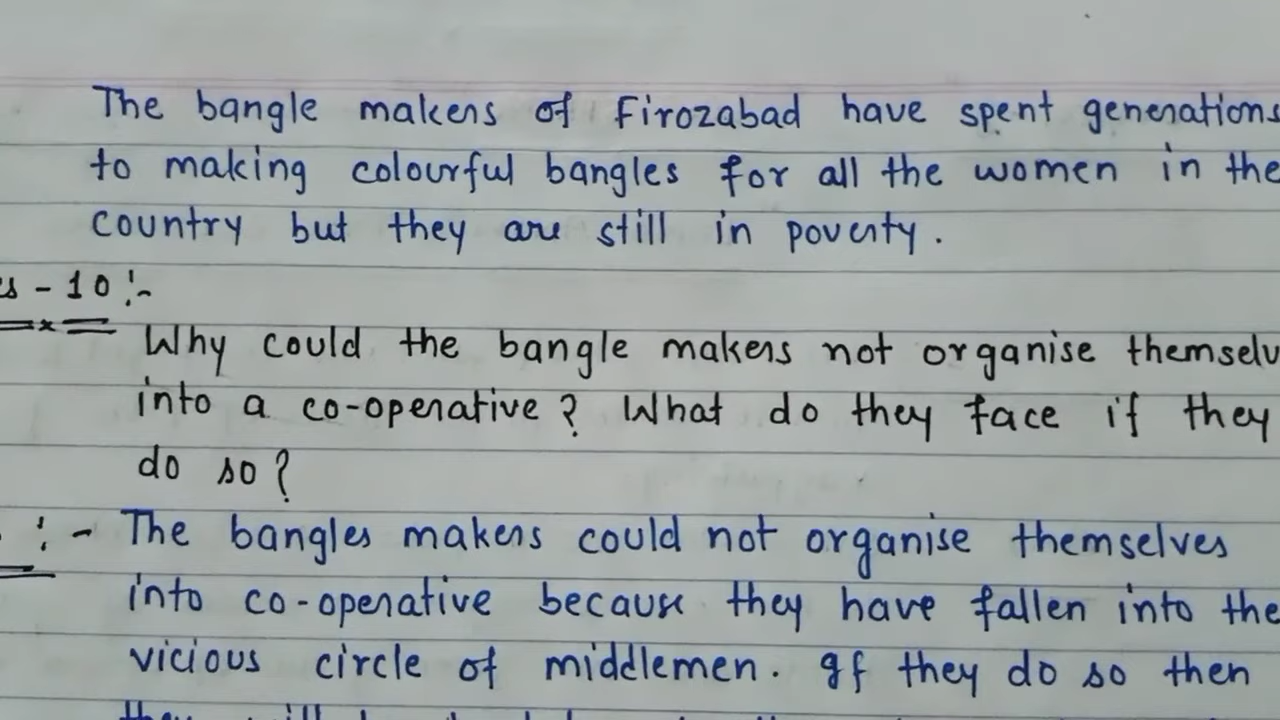 The bangle makers of Firozabad have spent generations
to making colourful bangles for all the women in the
country but they are still in poverty.
s - 10 :-
Why could the bangle makers not organise themselv
into a co-operative ? What do they face if they
do so ?
:- The bangles makers could not organise themselves
into co-operative because they have fallen into the
vicious circle of middlemen. If they do so then
they will